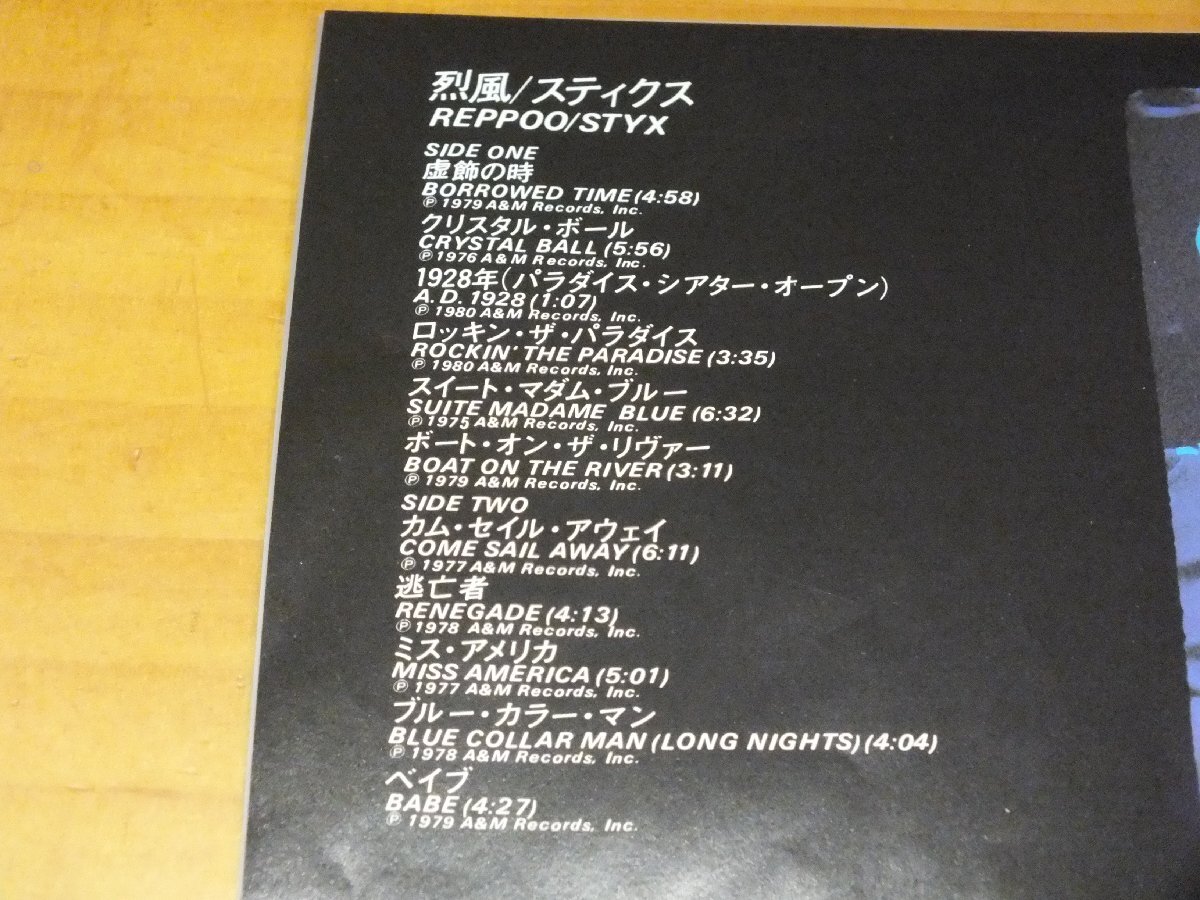 烈風/スティクス
REPPOO/STYX
SIDE ONE
虚飾の時
BORROWED TIME (4:58)
Ⓟ 1979 A&M Records, Inc.
クリスタル・ボール
CRYSTAL BALL (5:56)
Ⓟ 1976 A&M Records, Inc.
1928年(パラダイス・シアター・オープン)
A.D. 1928 (1:07)
Ⓟ 1980 A&M Records, Inc.
ロッキン・ザ・パラダイス
ROCKIN' THE PARADISE (3:35)
Ⓟ 1980 A&M Records, Inc.
スイート・マダム・ブルー
SUITE MADAME BLUE (6:32)
Ⓟ 1975 A&M Records, Inc.
ボート・オン・ザ・リヴァー
BOAT ON THE RIVER (3:11)
Ⓟ 1979 A&M Records, Inc.
SIDE TWO
カム・セイル・アウェイ
COME SAIL AWAY (6:11)
Ⓟ 1977 A&M Records, Inc.
逃亡者
RENEGADE (4:13)
Ⓟ 1978 A&M Records, Inc.
ミス・アメリカ
MISS AMERICA (5:01)
Ⓟ 1977 A&M Records, Inc.
ブルー・カラー・マン
BLUE COLLAR MAN (LONG NIGHTS) (4:04)
Ⓟ 1978 A&M Records, Inc.
ベイブ
BABE (4:27)
Ⓟ 1979 A&M Records, Inc.